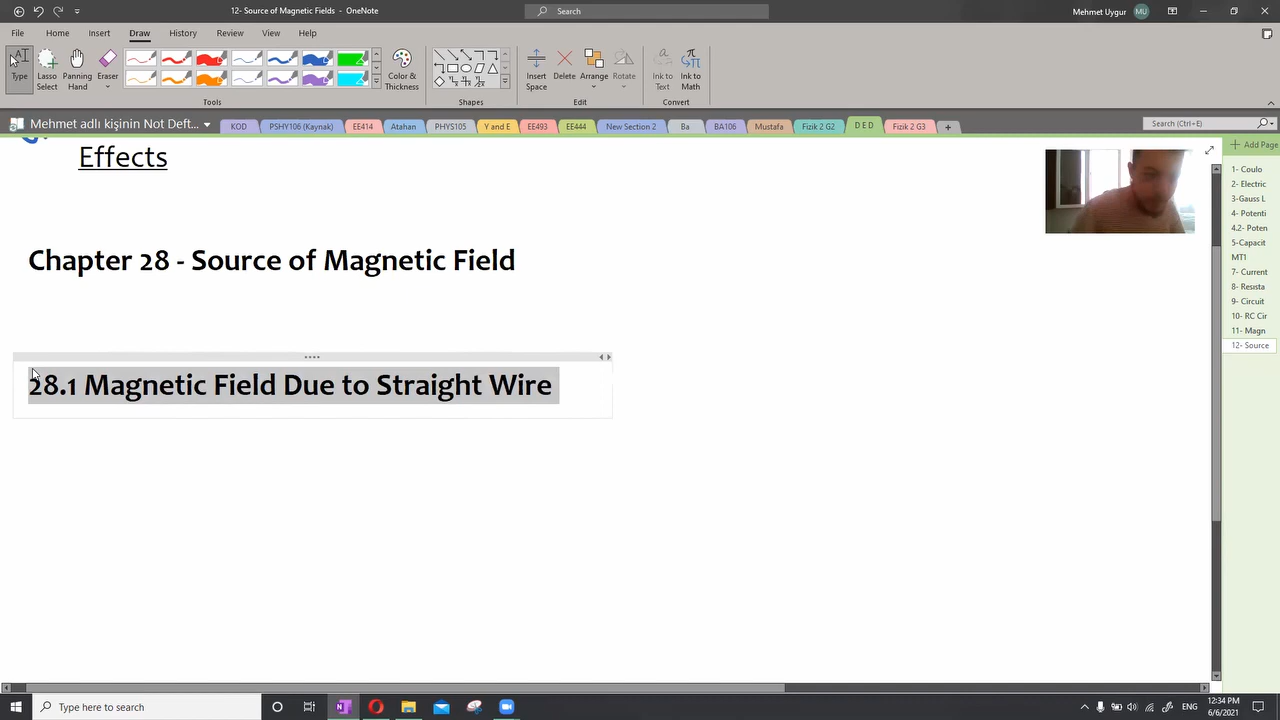 12- Source of Magnetic Fields - OneNote
Search
Mehmet Uygur
MU
File
Home
Insert
Draw
History
Review
View
Help
Type
Lasso Select
Panning Hand
Eraser
Color & Thickness
Insert Space
Delete
Arrange
Rotate
Ink to Text
Ink to Math
Tools
Shapes
Edit
Convert
Mehmet adlı kişinin Not Deft...
KOD
PSHY106 (Kaynak)
EE414
Atahan
PHYS105
Y and E
EE493
EE444
New Section 2
Ba
BA106
Mustafa
Fizik 2 G2
D E D
Fizik 2 G3
Search (Ctrl+E)
Add Page
Effects
Chapter 28 - Source of Magnetic Field
28.1 Magnetic Field Due to Straight Wire
1- Coulo
2- Electric
3-Gauss L
4- Potenti
4.2- Poten
5-Capacit
MT1
7- Current
8- Resista
9- Circuit
10- RC Cir
11- Magn
12- Source
Type here to search
ENG
12:34 PM
6/6/2021